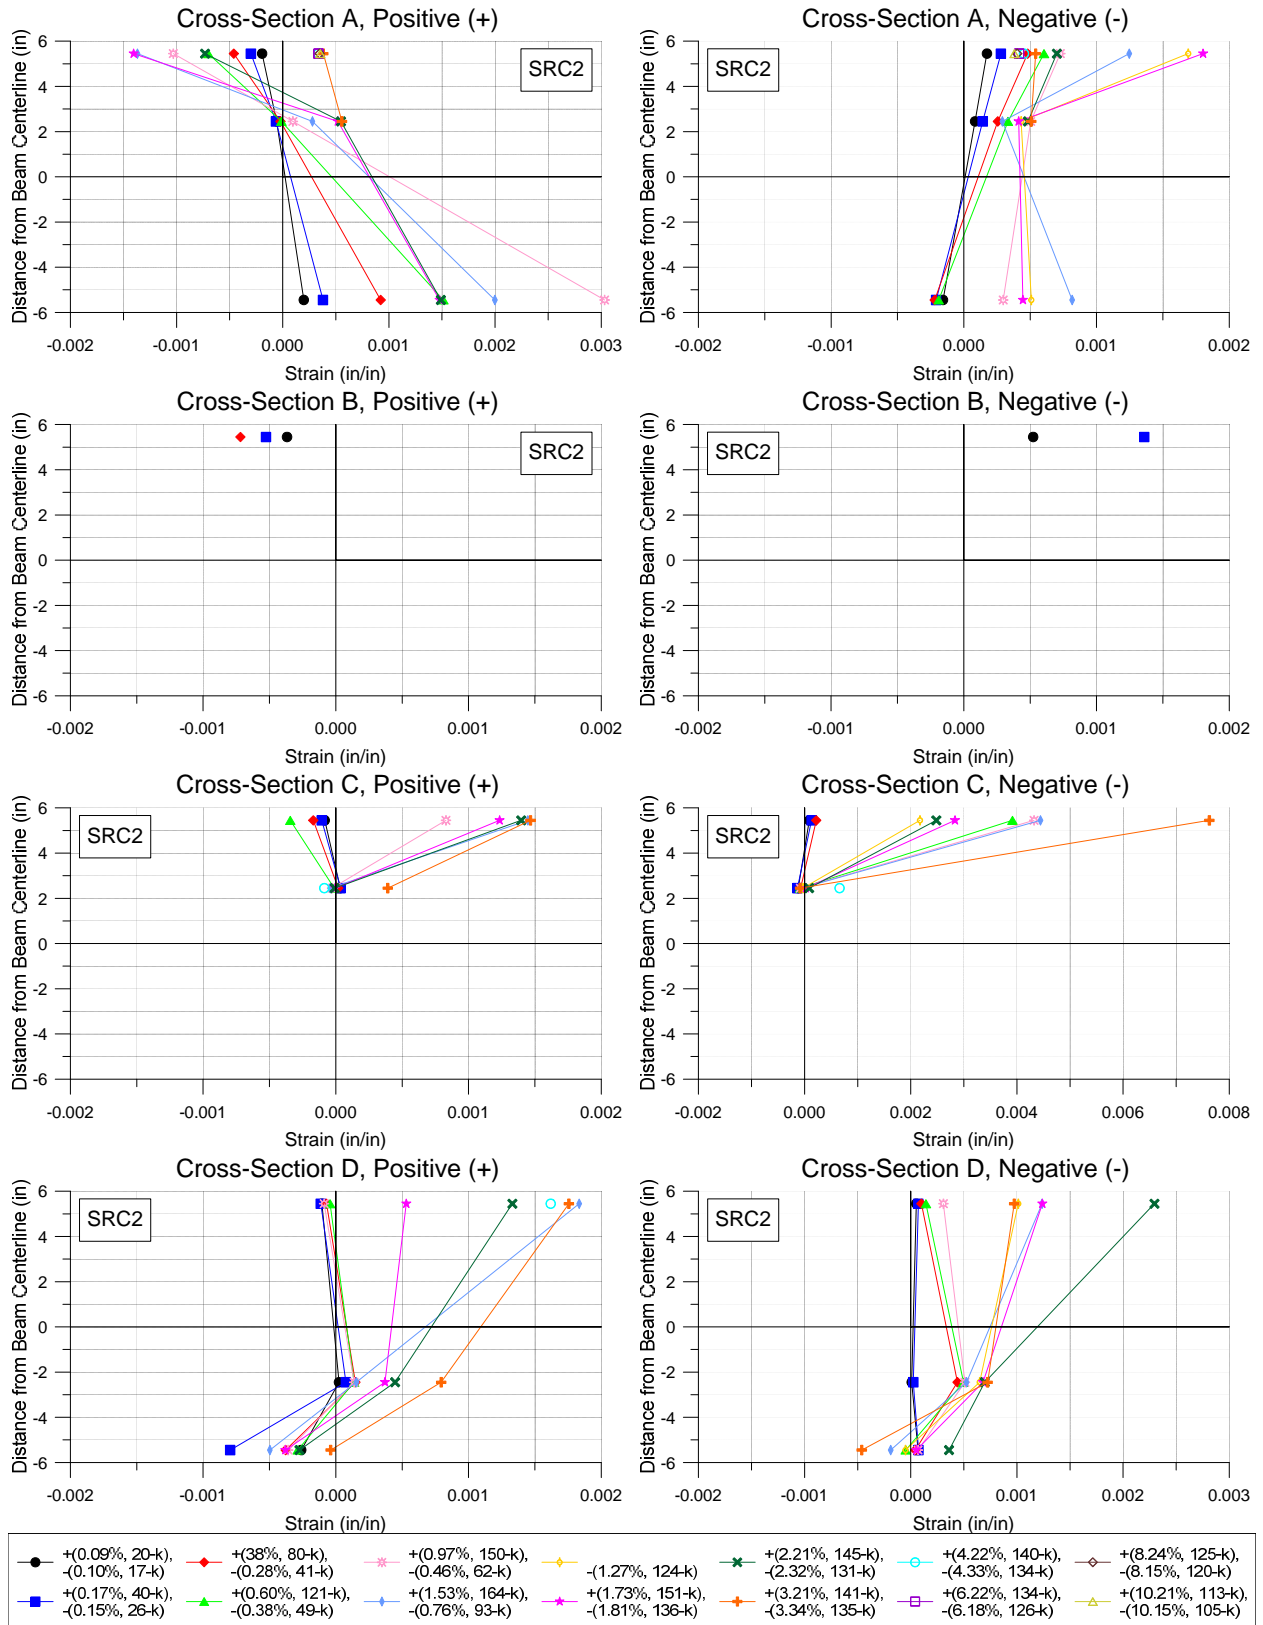 Cross-Section A, Positive (+)
Distance from Beam Centerline (in)
6
4
2
0
-2
-4
-6
SRC2
-0.002
-0.001
0.000
0.001
0.002
0.003
Strain (in/in)
Cross-Section A, Negative (-)
Distance from Beam Centerline (in)
6
4
2
0
-2
-4
-6
SRC2
-0.002
-0.001
0.000
0.001
0.002
Strain (in/in)
Cross-Section B, Positive (+)
Distance from Beam Centerline (in)
6
4
2
0
-2
-4
-6
SRC2
-0.002
-0.001
0.000
0.001
0.002
Strain (in/in)
Cross-Section B, Negative (-)
Distance from Beam Centerline (in)
6
4
2
0
-2
-4
-6
SRC2
-0.002
-0.001
0.000
0.001
0.002
Strain (in/in)
Cross-Section C, Positive (+)
Distance from Beam Centerline (in)
6
4
2
0
-2
-4
-6
SRC2
-0.002
-0.001
0.000
0.001
0.002
Strain (in/in)
Cross-Section C, Negative (-)
Distance from Beam Centerline (in)
6
4
2
0
-2
-4
-6
SRC2
-0.002
0.000
0.002
0.004
0.006
0.008
Strain (in/in)
Cross-Section D, Positive (+)
Distance from Beam Centerline (in)
6
4
2
0
-2
-4
-6
SRC2
-0.002
-0.001
0.000
0.001
0.002
Strain (in/in)
Cross-Section D, Negative (-)
Distance from Beam Centerline (in)
6
4
2
0
-2
-4
-6
SRC2
-0.002
-0.001
0.000
0.001
0.002
0.003
Strain (in/in)
+(0.09%, 20-k),
-(0.10%, 17-k)
+(0.17%, 40-k),
-(0.15%, 26-k)
+(38%, 80-k),
-(0.28%, 41-k)
+(0.60%, 121-k),
-(0.38%, 49-k)
+(0.97%, 150-k),
-(0.46%, 62-k)
+(1.53%, 164-k),
-(0.76%, 93-k)
-(1.27%, 124-k)
+(1.73%, 151-k),
-(1.81%, 136-k)
+(2.21%, 145-k),
-(2.32%, 131-k)
+(3.21%, 141-k),
-(3.34%, 135-k)
+(4.22%, 140-k),
-(4.33%, 134-k)
+(6.22%, 134-k),
-(6.18%, 126-k)
+(8.24%, 125-k),
-(8.15%, 120-k)
+(10.21%, 113-k),
-(10.15%, 105-k)